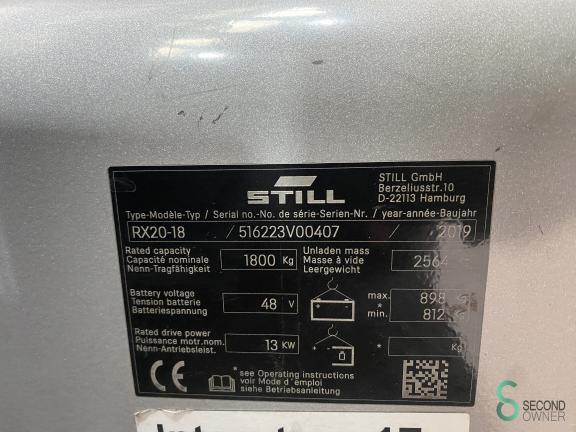 STILL
STILL GmbH
Berzeliusstr.10
D-22113 Hamburg
Type-Modèle-Typ / Serial no.-No. de série-Serien-Nr. / year-année-Baujahr
RX20-18 / 516223V00407 / 2019
Rated capacity
Capacité nominale
Nenn-Tragfähigkeit
1800 Kg
Unladen mass
Masse à vide
Leergewicht
2564
Battery voltage
Tension batterie
Batteriespannung
48 V
max. 898
*
min. 812
Rated drive power
Puissance motr.nom.
Nenn-Antriebsleist.
13 KW
* Kg
CE
*see Operating instructions
voir Mode d'emploi
siehe Betriebsanleitung
SECOND
OWNER